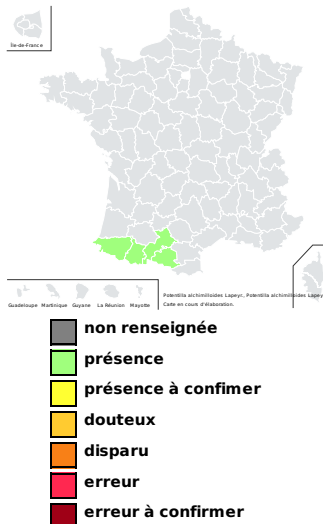 Île-de-France
Guadeloupe Martinique Guyane La Réunion Mayotte
Potentilla alchimilloides Lapeyr., Potentilla alchimilloides Lapey
Carte en cours d'élaboration.
non renseignée
présence
présence à confimer
douteux
disparu
erreur
erreur à confirmer